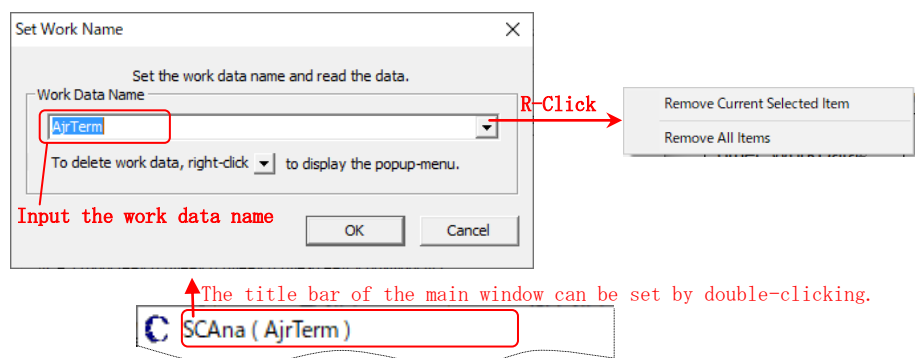 Set Work Name
Set the work data name and read the data.
Work Data Name
AjrTerm
To delete work data, right-click to display the popup-menu.
Input the work data name
OK Cancel
R-Click
Remove Current Selected Item
Remove All Items
The title bar of the main window can be set by double-clicking.
SCAna ( AjrTerm )